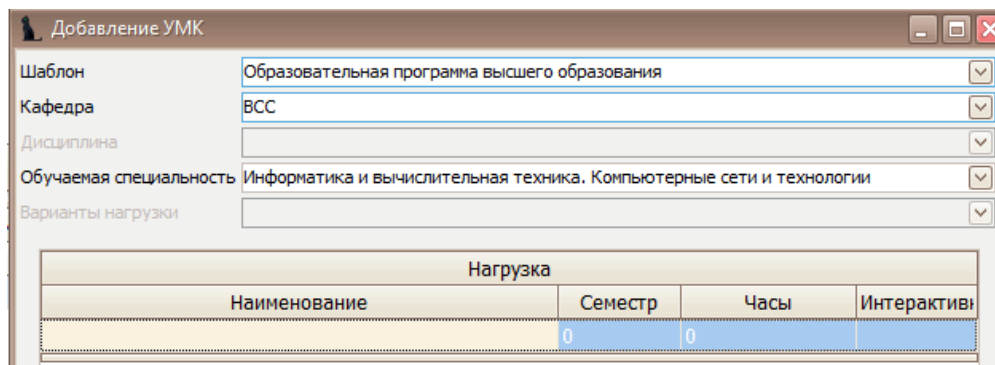 Добавление УМК
Шаблон Образовательная программа высшего образования
Кафедра ВСС
Дисциплина
Обучаемая специальность Информатика и вычислительная техника. Компьютерные сети и технологии
Варианты нагрузки
Нагрузка
Наименование Семестр Часы Интерактивн
0 0